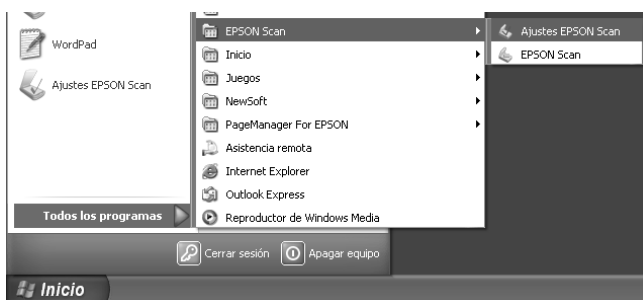 WordPad
Ajustes EPSON Scan
Todos los programas
EPSON Scan
Inicio
Juegos
NewSoft
PageManager For EPSON
Asistencia remota
Internet Explorer
Outlook Express
Reproductor de Windows Media
Ajustes EPSON Scan
EPSON Scan
Cerrar sesión
Apagar equipo
Inicio